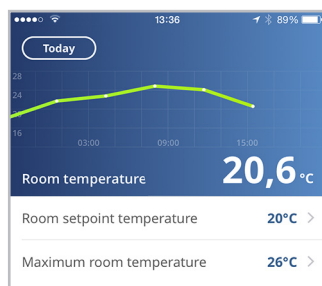 13:36 89%
Today
28
24
20
16
03:00 09:00 15:00
Room temperature 20,6 °C
Room setpoint temperature 20°C
Maximum room temperature 26°C